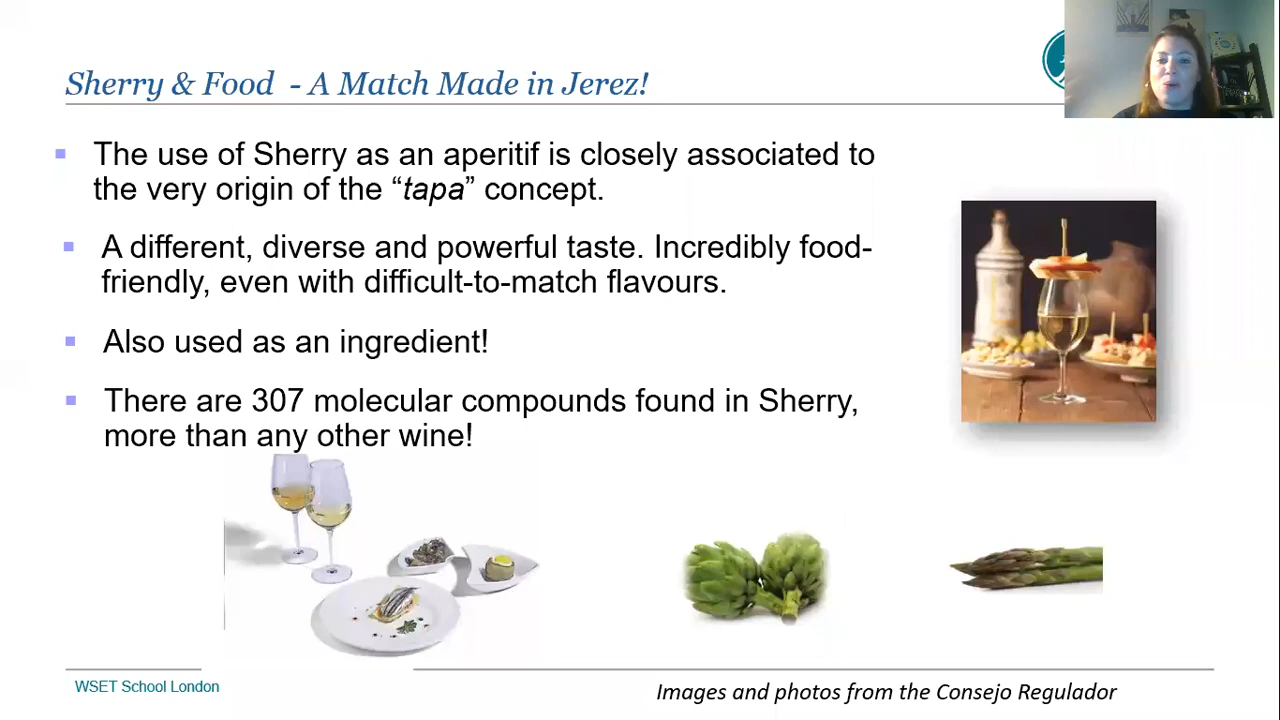 Sherry & Food - A Match Made in Jerez!
The use of Sherry as an aperitif is closely associated to
the very origin of the “tapa” concept.
A different, diverse and powerful taste. Incredibly food-
friendly, even with difficult-to-match flavours.
Also used as an ingredient!
There are 307 molecular compounds found in Sherry,
more than any other wine!
WSET School London
Images and photos from the Consejo Regulador